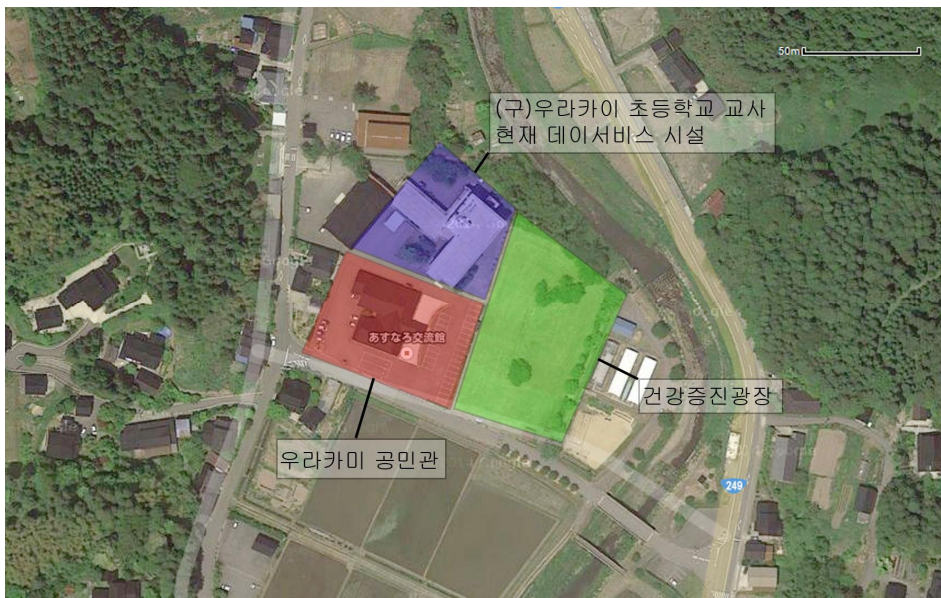 50m
(구)우라카이 초등학교 교사
현재 데이서비스 시설
あすなろ交流館
건강증진광장
우라카미 공민관
249